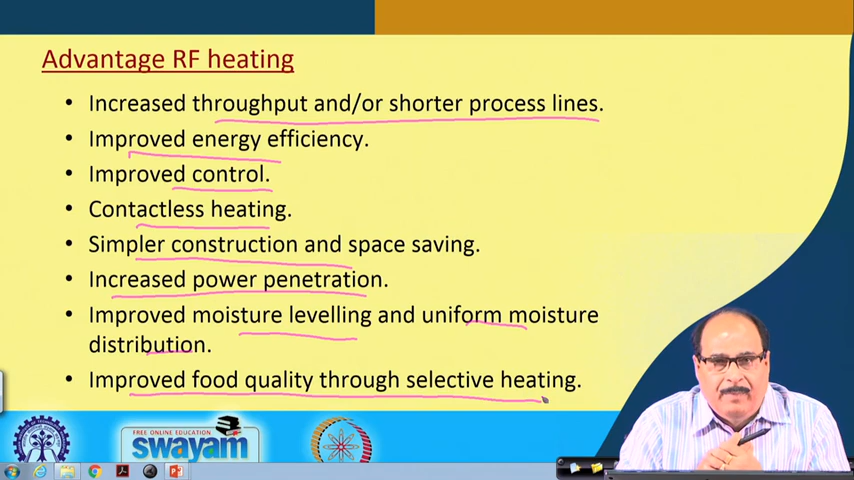 Advantage RF heating
• Increased throughput and/or shorter process lines.
• Improved energy efficiency.
• Improved control.
• Contactless heating.
• Simpler construction and space saving.
• Increased power penetration.
• Improved moisture levelling and uniform moisture
distribution.
• Improved food quality through selective heating.
FREE ONLINE EDUCATION
swayam